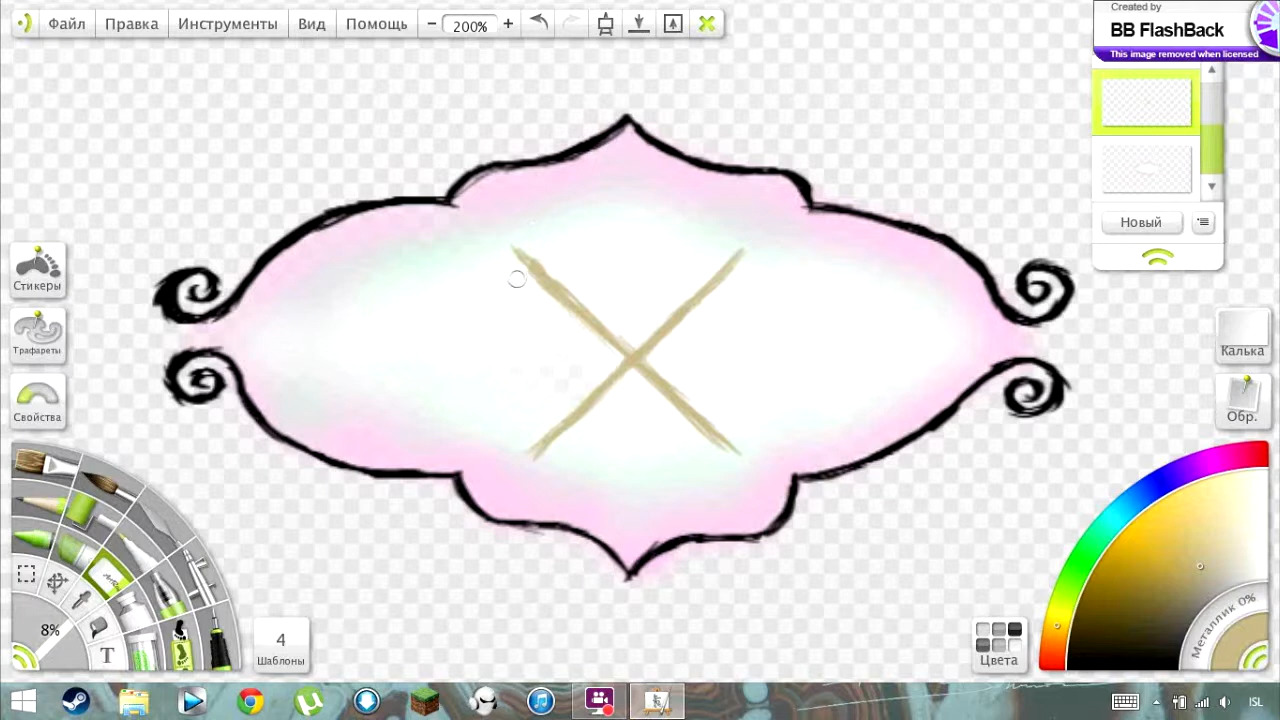 Файл Правка Инструменты Вид Помощь − 200% +
Created by
BB FlashBack
This image removed when licensed
Новый
Стикеры
Трафареты
Свойства
Калька
Обр.
8%
T
4
Шаблоны
Цвета
Металлик 0%
ISL